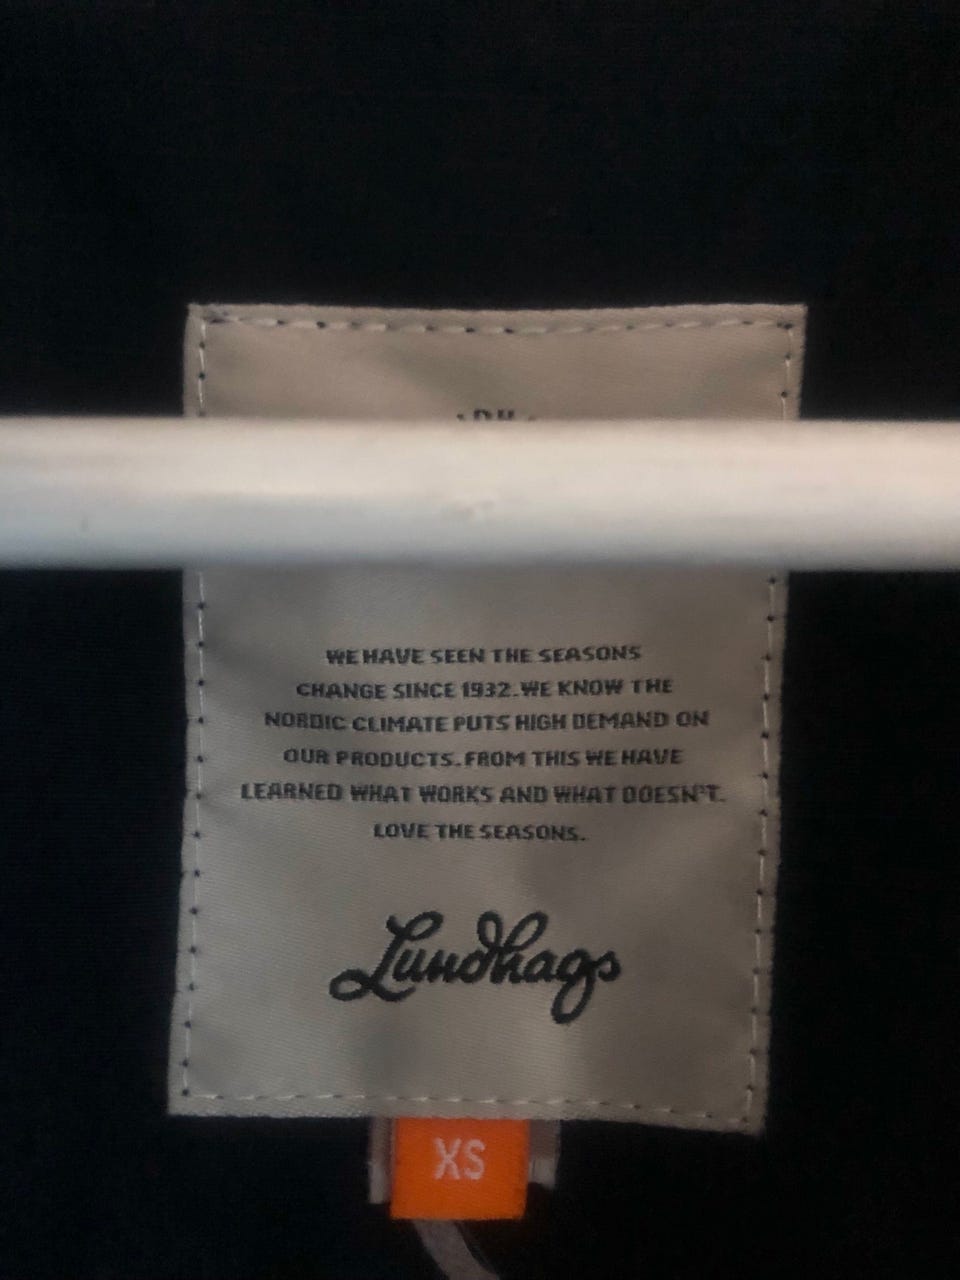 WE HAVE SEEN THE SEASONS
CHANGE SINCE 1932. WE KNOW THE
NORDIC CLIMATE PUTS HIGH DEMAND ON
OUR PRODUCTS. FROM THIS WE HAVE
LEARNED WHAT WORKS AND WHAT DOESN'T.
LOVE THE SEASONS.
Lundhags
XS